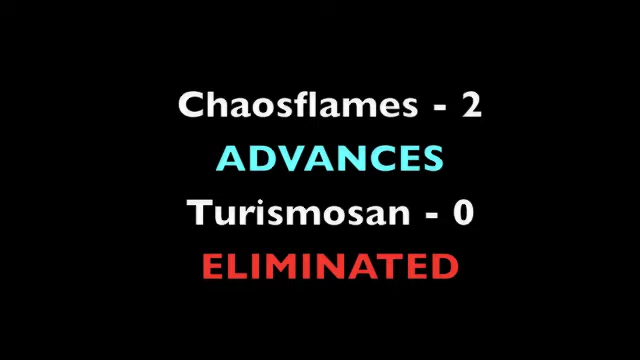 Chaosflames - 2
ADVANCES
Turismosan - 0
ELIMINATED